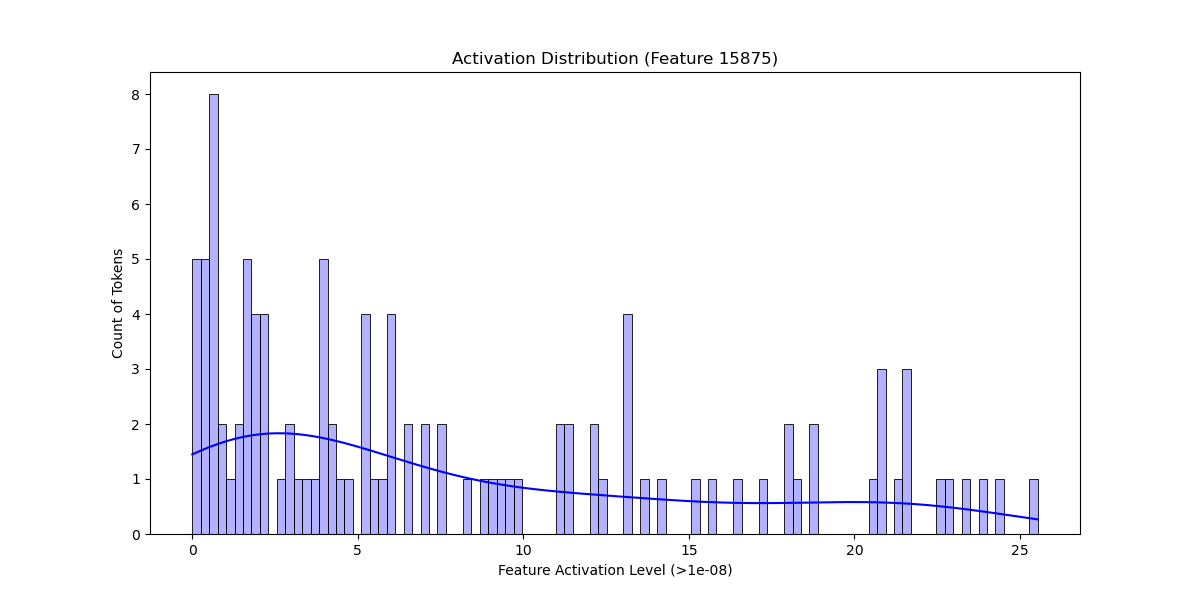 Activation Distribution (Feature 15875)
Count of Tokens
8
7
6
5
4
3
2
1
0
0 5 10 15 20 25
Feature Activation Level (>1e-08)